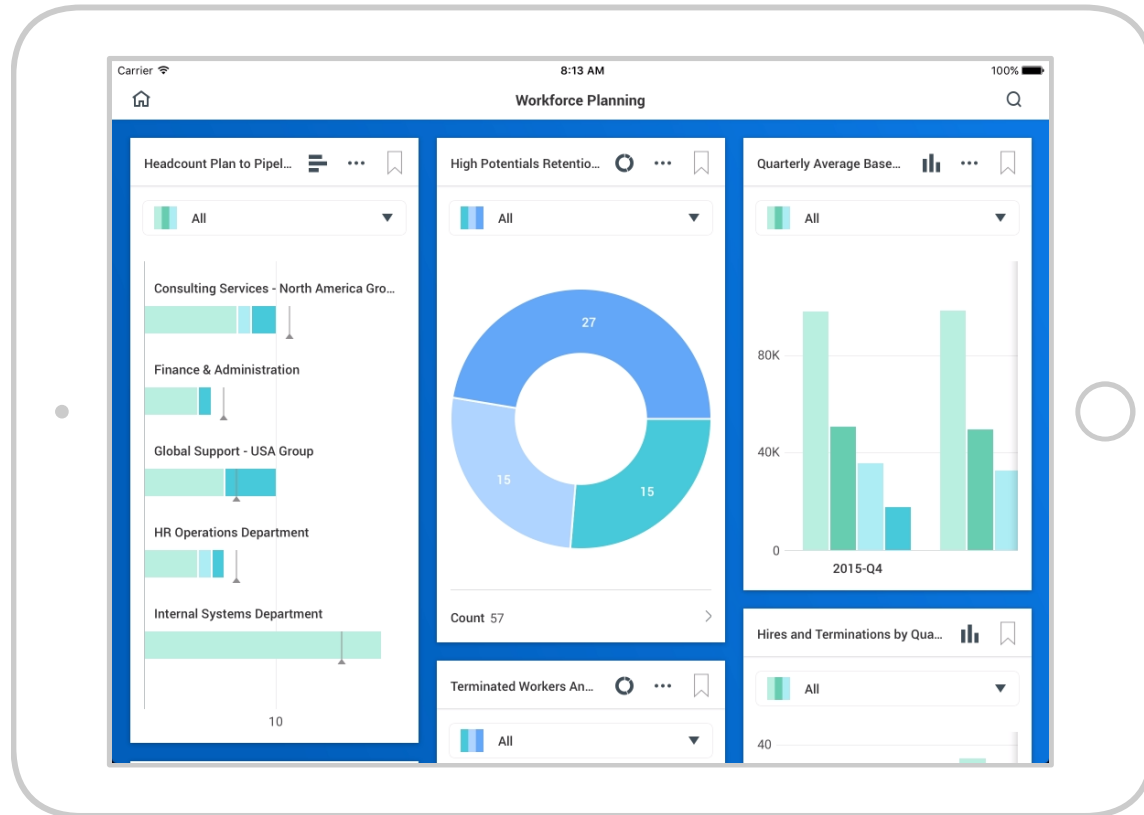 Carrier 8:13 AM 100%
Workforce Planning
Headcount Plan to Pipel...
All
Consulting Services - North America Gro...
Finance & Administration
Global Support - USA Group
HR Operations Department
Internal Systems Department
10
High Potentials Retentio...
All
27
15
15
Count 57
Terminated Workers An...
All
Quarterly Average Base...
All
80K
40K
0
2015-Q4
Hires and Terminations by Qua...
All
40